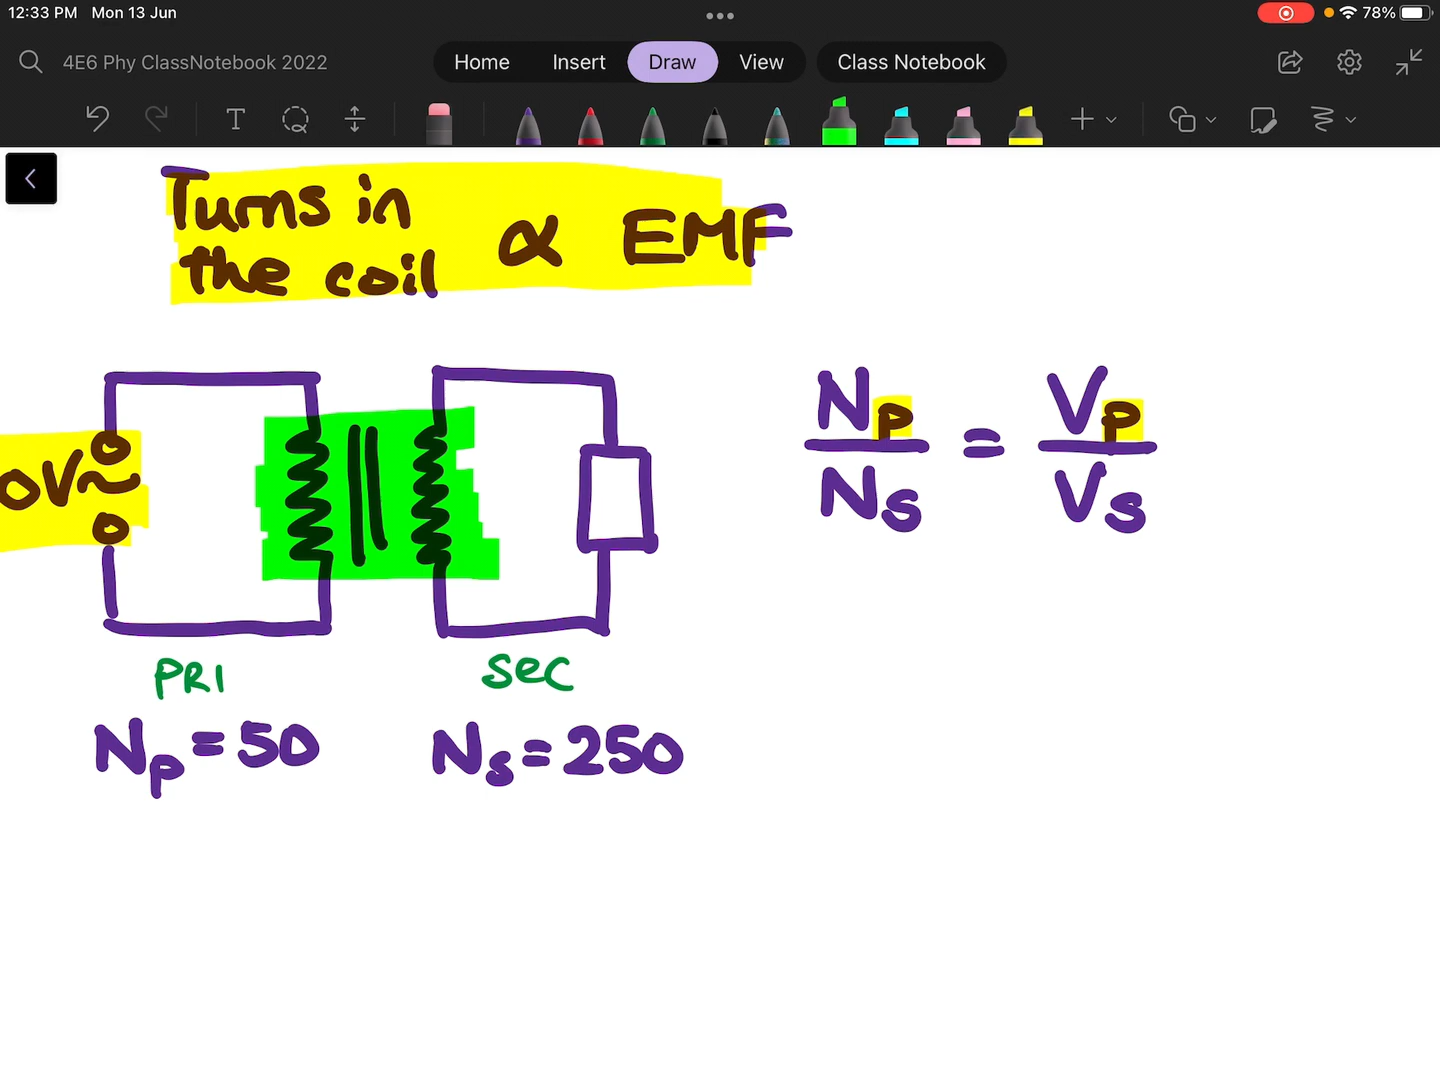 12:33 PM Mon 13 Jun
78%
4E6 Phy ClassNotebook 2022
Home Insert Draw View Class Notebook
T
Turns in
the coil ∝ EMF
0V
Np/Ns = Vp/Vs
PRI
sec
Np = 50
Ns = 250